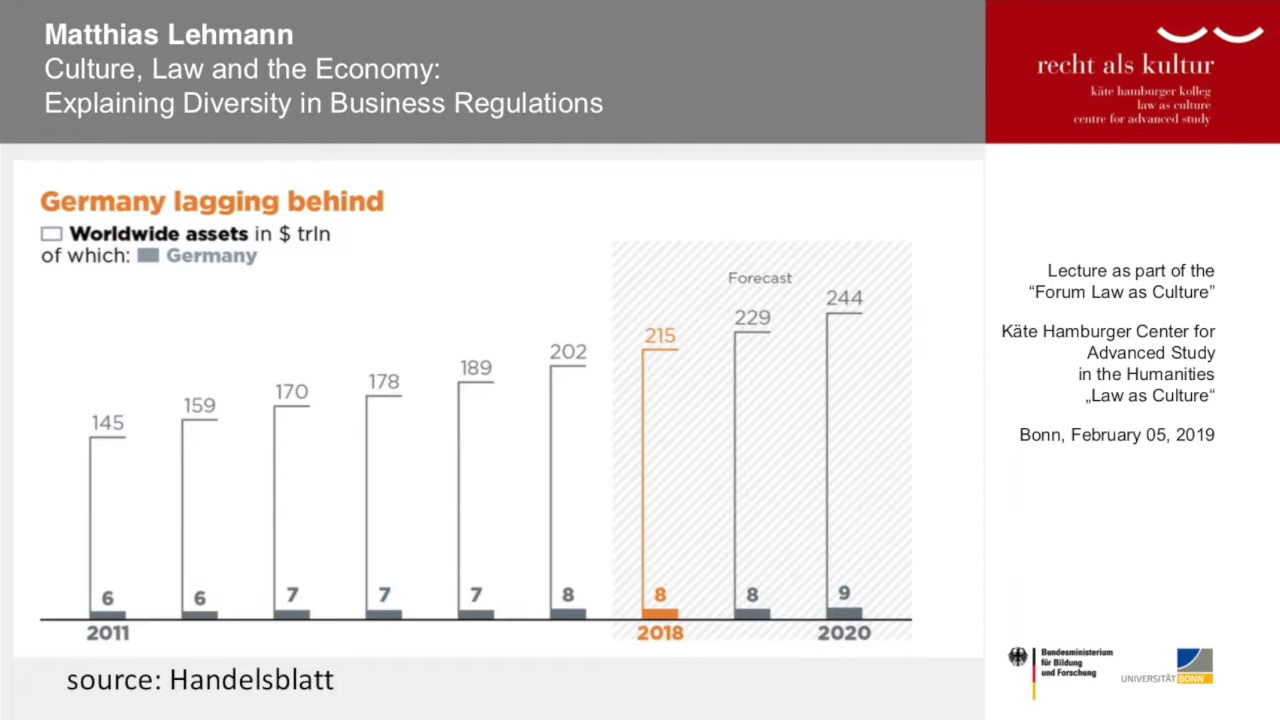 Matthias Lehmann
Culture, Law and the Economy:
Explaining Diversity in Business Regulations
recht als kultur
käte hamburger kolleg
law as culture
centre for advanced study
Germany lagging behind
Worldwide assets in $ trln
of which: Germany
Forecast
145
159
170
178
189
202
215
229
244
6
6
7
7
7
8
8
8
9
2011
2018
2020
source: Handelsblatt
Lecture as part of the
“Forum Law as Culture”
Käte Hamburger Center for
Advanced Study
in the Humanities
„Law as Culture“
Bonn, February 05, 2019
Bundesministerium
für Bildung
und Forschung
UNIVERSITÄT BONN